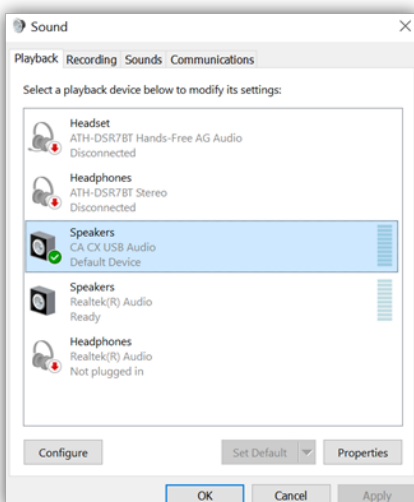 Sound
Playback Recording Sounds Communications
Select a playback device below to modify its settings:
Headset
ATH-DSR7BT Hands-Free AG Audio
Disconnected
Headphones
ATH-DSR7BT Stereo
Disconnected
Speakers
CA CX USB Audio
Default Device
Speakers
Realtek(R) Audio
Ready
Headphones
Realtek(R) Audio
Not plugged in
Configure Set Default Properties
OK Cancel Apply